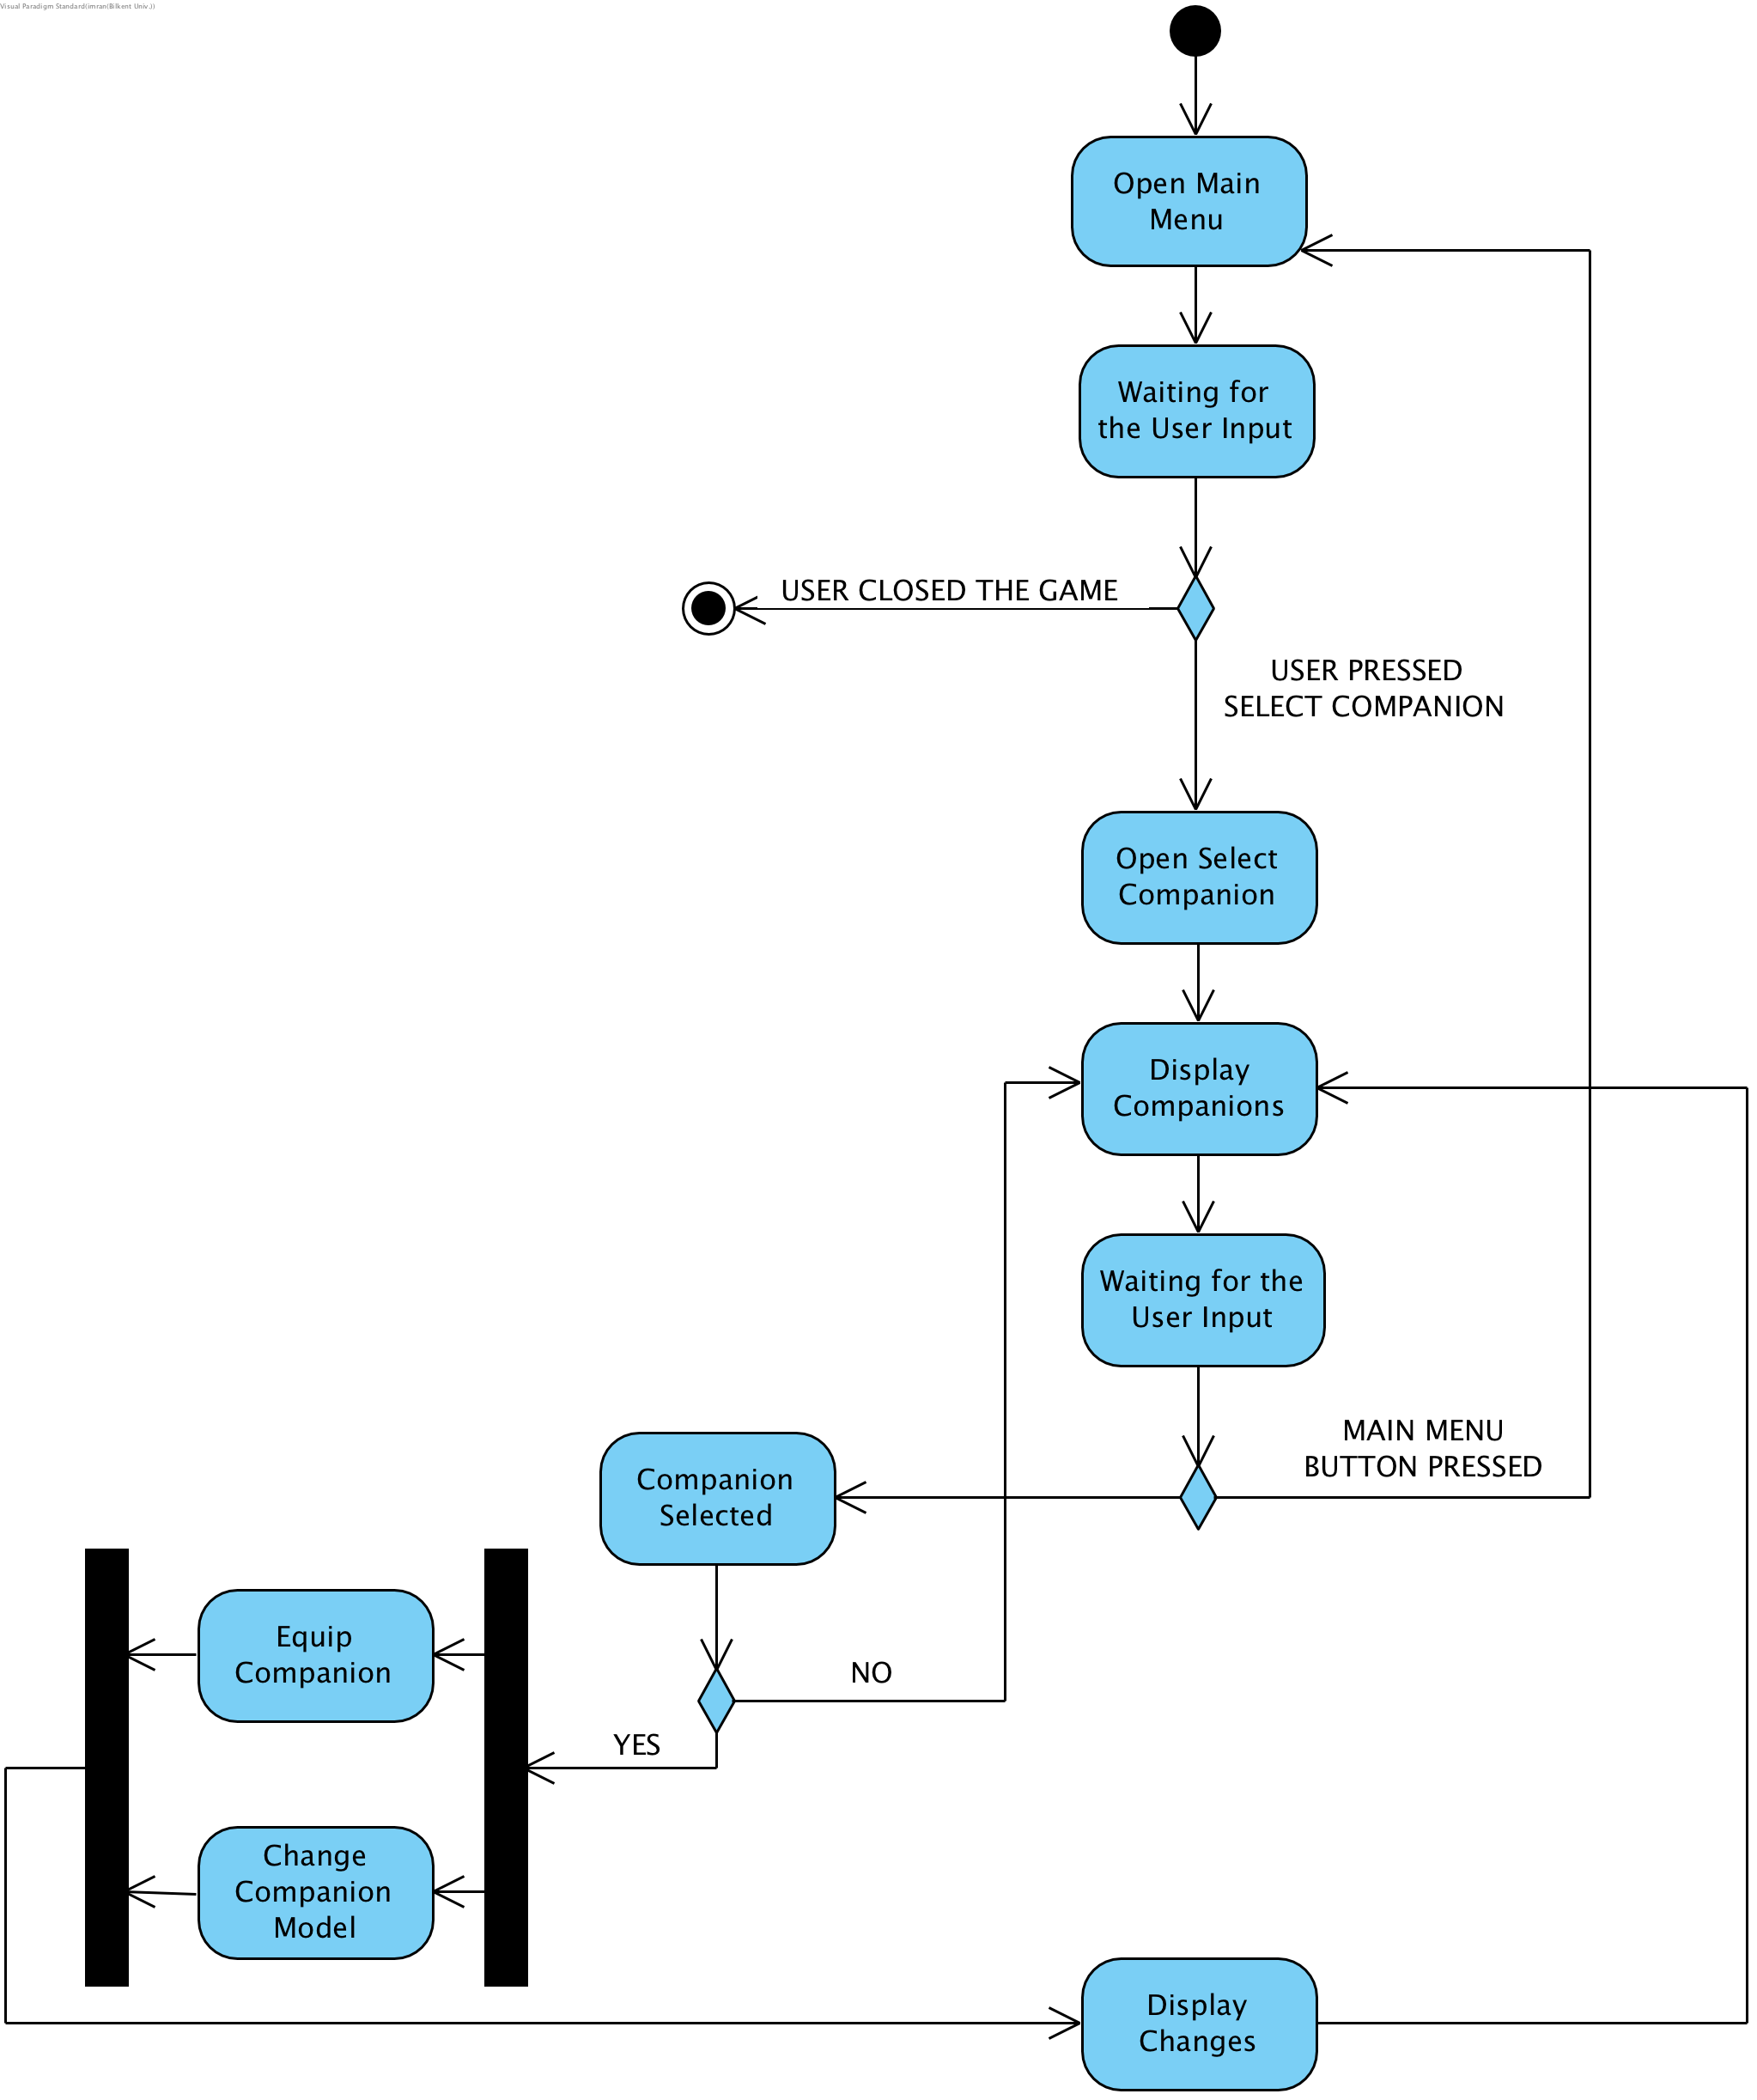 Visual Paradigm Standard(imran(Bilkent Univ.))
Open Main
Menu
Waiting for
the User Input
USER CLOSED THE GAME
USER PRESSED
SELECT COMPANION
Open Select
Companion
Display
Companions
Waiting for the
User Input
MAIN MENU
BUTTON PRESSED
Companion
Selected
Equip
Companion
NO
YES
Change
Companion
Model
Display
Changes